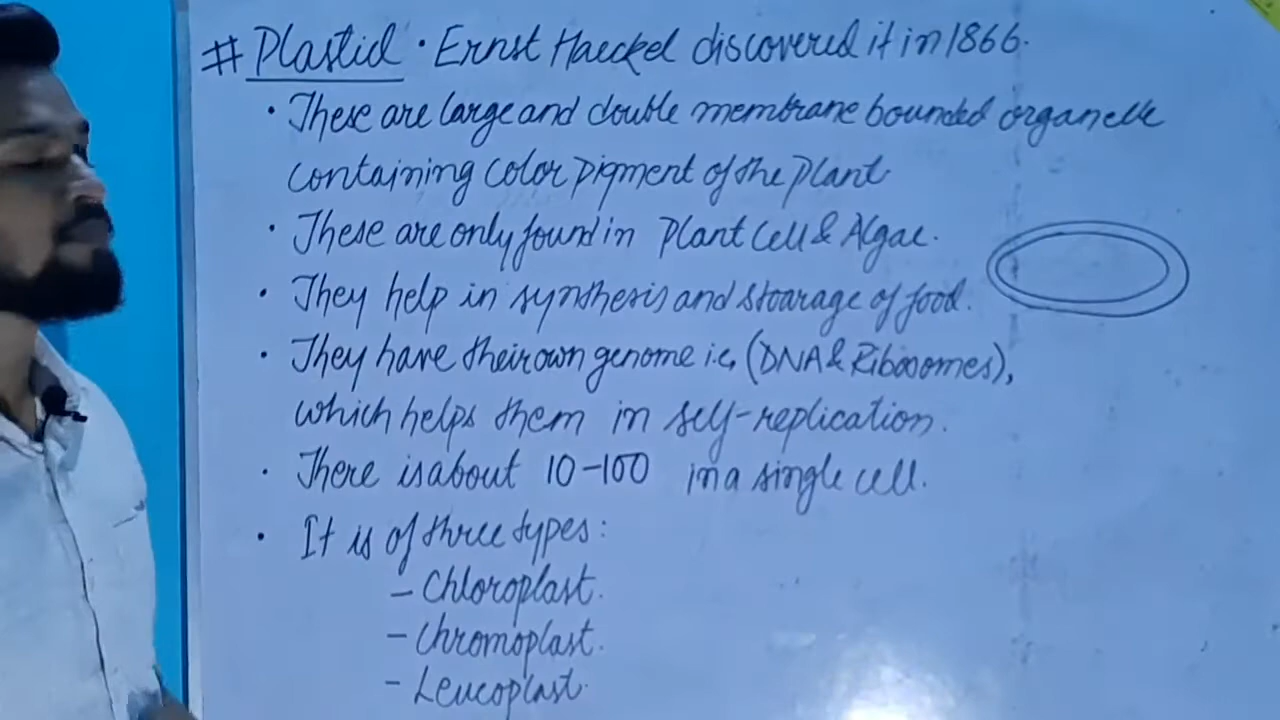 # Plastid • Ernst Haeckel discovered it in 1866.
• These are large and double membrane bounded organelle
containing color pigment of the plant
• These are only found in Plant Cell & Algae.
• They help in synthesis and stoarage of food.
• They have their own genome i.e, (DNA & Ribosomes),
which helps them in self-replication.
• There is about 10-100 in a single cell.
• It is of three types:
- Chloroplast.
- Chromoplast.
- Leucoplast.